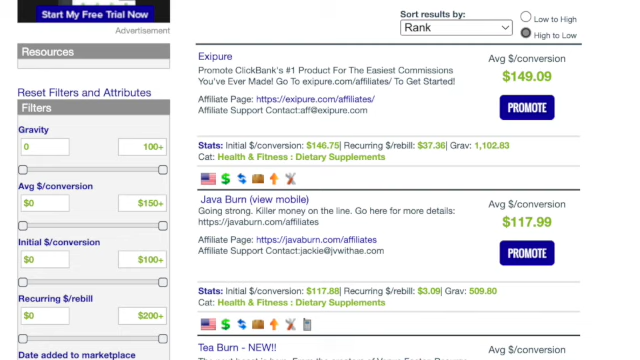 Start My Free Trial Now
Advertisement
Resources
Reset Filters and Attributes
Filters
Gravity
0
100+
Avg $/conversion
$0
$150+
Initial $/conversion
$0
$100+
Recurring $/rebill
$0
$200+
Date added to marketplace
Sort results by:
Rank
Low to High
High to Low
Exipure
Promote ClickBank's #1 Product For The Easiest Commissions
You've Ever Made! Go To exipure.com/affiliates/ To Get Started!
Affiliate Page: https://exipure.com/affiliates/
Affiliate Support Contact:aff@exipure.com
Avg $/conversion
$149.09
PROMOTE
Stats: Initial $/conversion: $146.75| Recurring $/rebill: $37.36| Grav: 1,102.83
Cat: Health & Fitness : Dietary Supplements
Java Burn (view mobile)
Going strong. Killer money on the line. Go here for more details:
https://javaburn.com/affiliates
Affiliate Page: https://javaburn.com/affiliates
Affiliate Support Contact:jackie@jvwithae.com
Avg $/conversion
$117.99
PROMOTE
Stats: Initial $/conversion: $117.88| Recurring $/rebill: $3.09| Grav: 509.80
Cat: Health & Fitness : Dietary Supplements
Tea Burn - NEW!!
Avg $/conversion